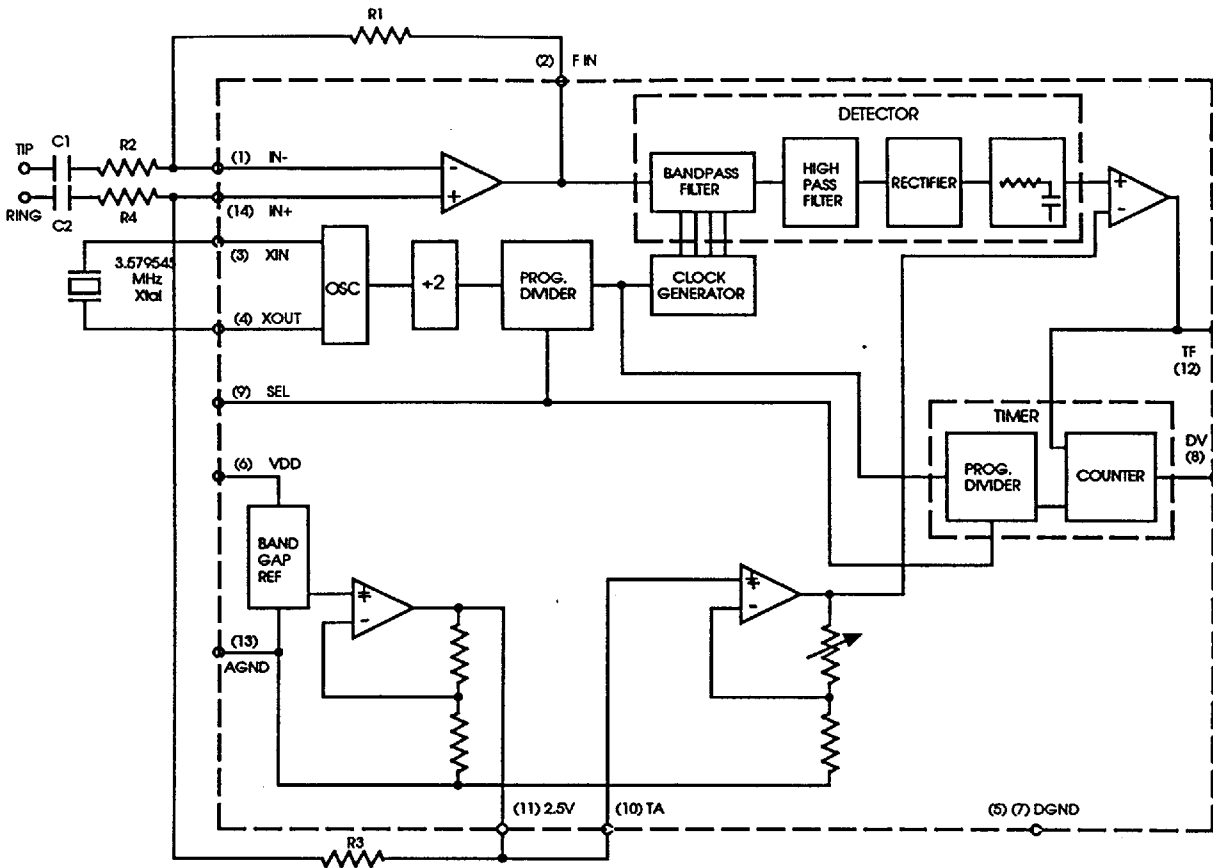 R1
(2) F IN
DETECTOR
TIP
C1
R2
(1) IN-
-
+
BANDPASS
FILTER
HIGH
PASS
FILTER
RECTIFIER
+
-
RING
C2
R4
(14) IN+
(3) XIN
3.579545
MHz
Xtal
OSC
÷2
PROG.
DIVIDER
CLOCK
GENERATOR
(4) XOUT
TF
(12)
(9) SEL
TIMER
DV
(8)
PROG.
DIVIDER
COUNTER
(6) VDD
BAND
GAP
REF
+
-
+
-
(13)
AGND
(11) 2.5V
(10) TA
(5) (7) DGND
R3